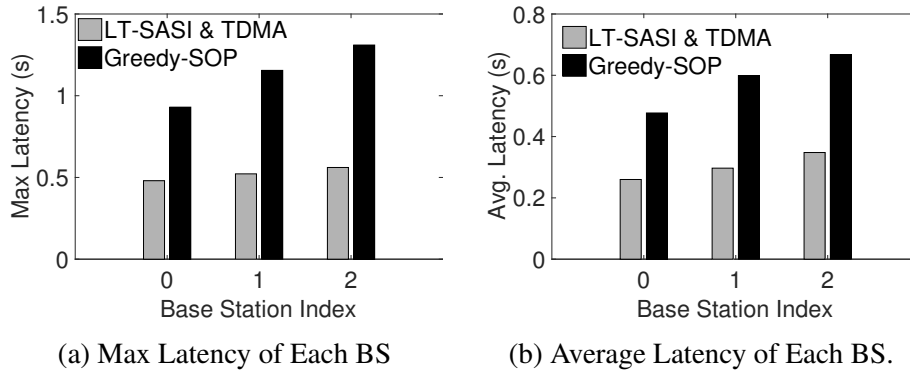 1.5
1
0.5
0
Max Latency (s)
LT-SASI & TDMA
Greedy-SOP
0 1 2
Base Station Index
(a) Max Latency of Each BS
0.8
0.6
0.4
0.2
0
Avg. Latency (s)
LT-SASI & TDMA
Greedy-SOP
0 1 2
Base Station Index
(b) Average Latency of Each BS.